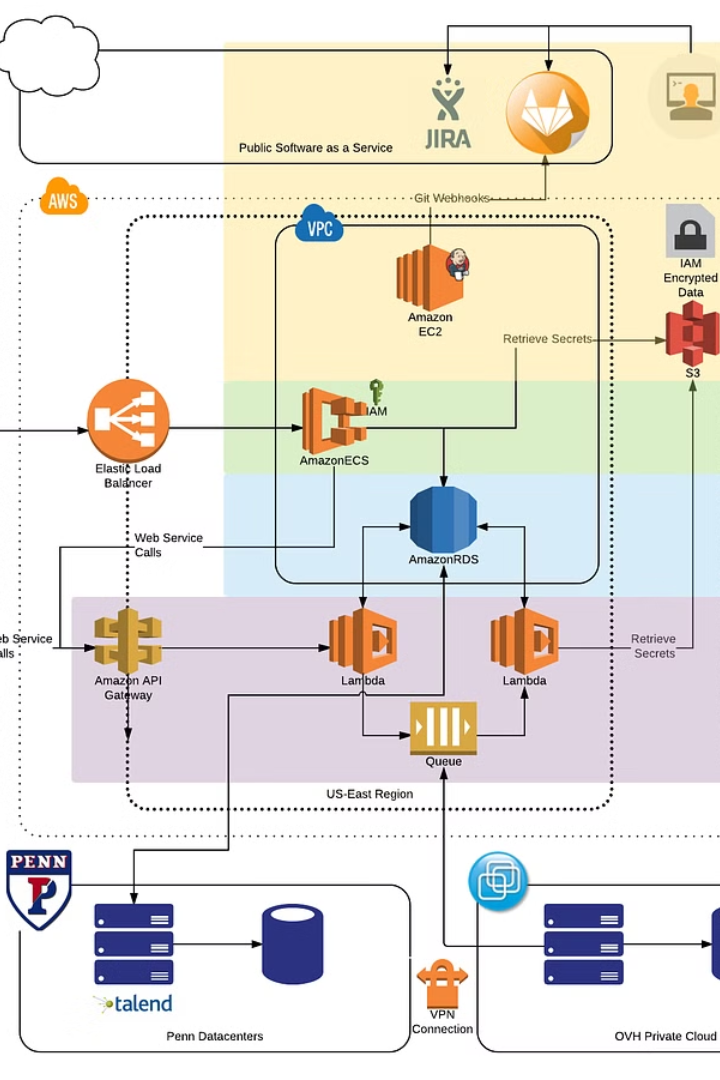 JIRA
Public Software as a Service
AWS
Git Webhooks
VPC
IAM
Encrypted
Data
Amazon
EC2
Retrieve Secrets
S3
IAM
AmazonECS
Elastic Load
Balancer
Web Service
Calls
AmazonRDS
eb Service
alls
Amazon API
Gateway
Lambda
Lambda
Retrieve
Secrets
Queue
US-East Region
PENN
P
talend
Penn Datacenters
VPN
Connection
OVH Private Cloud